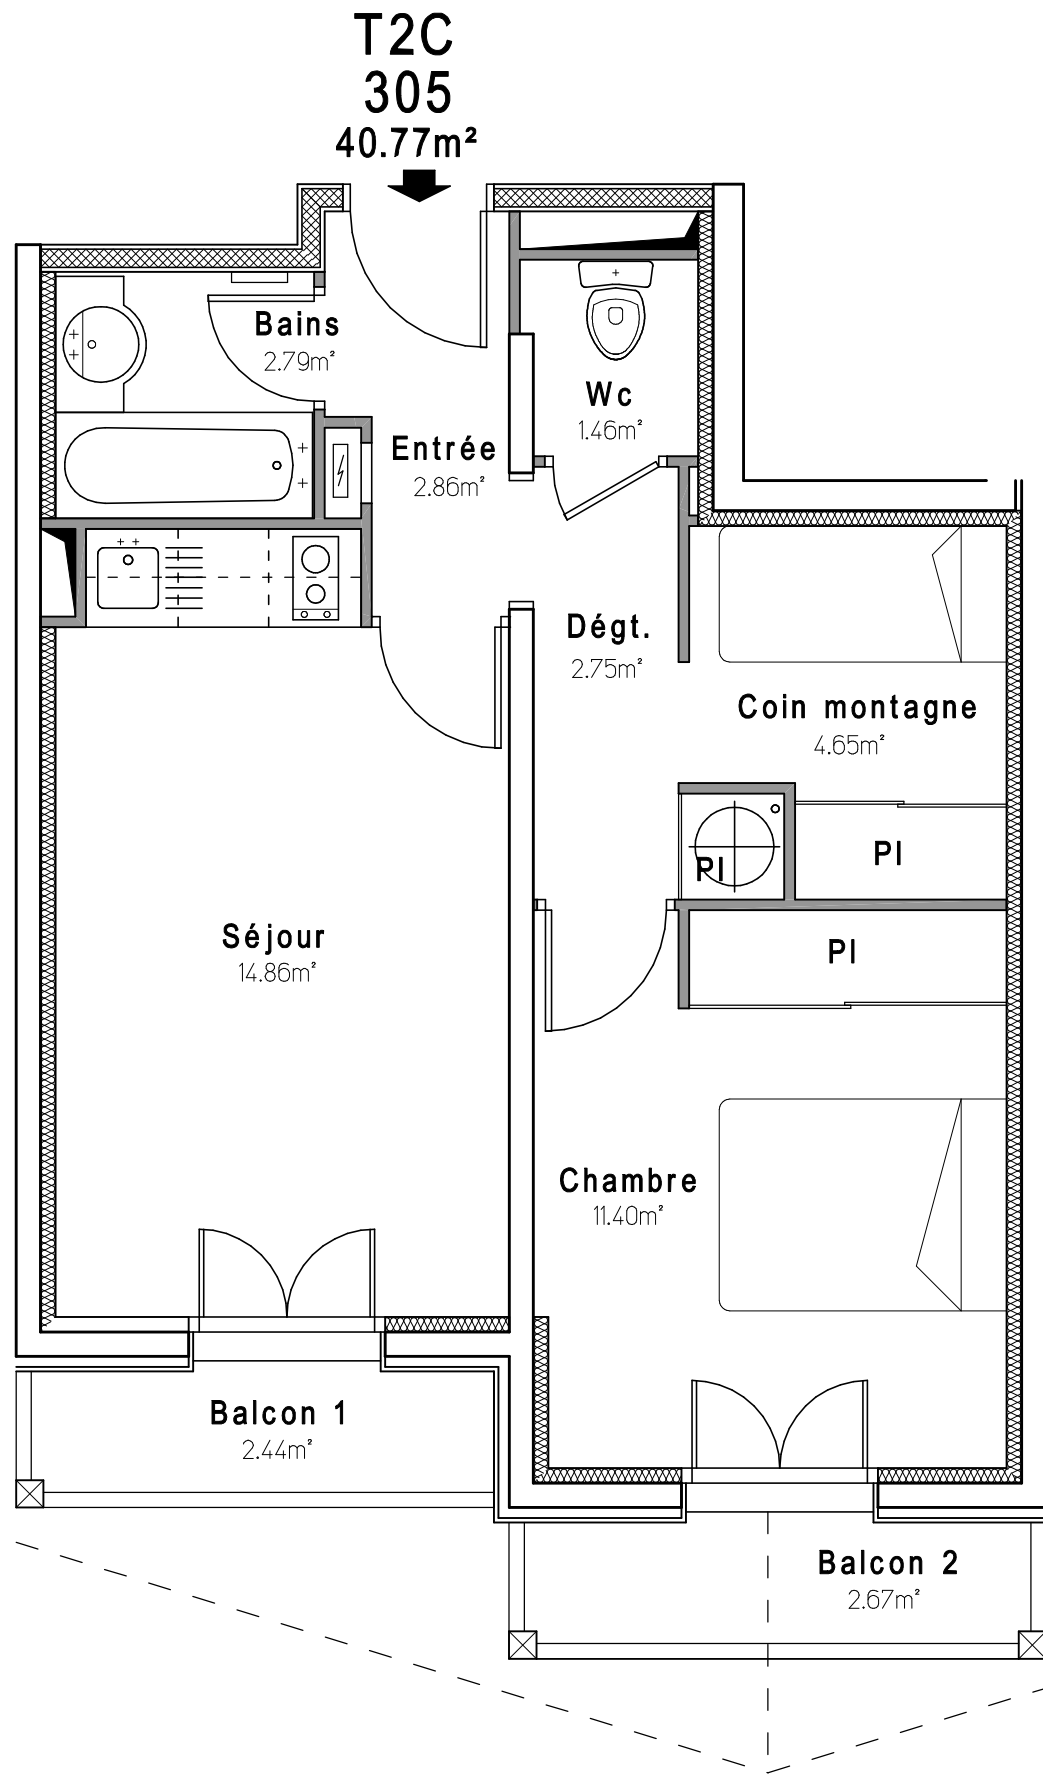 T2C
305
40.77m²
Bains
2.79m²
Wc
1.46m²
Entrée
2.86m²
Dégt.
2.75m²
Coin montagne
4.65m²
Pl
Pl
Séjour
14.86m²
Pl
Chambre
11.40m²
Balcon 1
2.44m²
Balcon 2
2.67m²